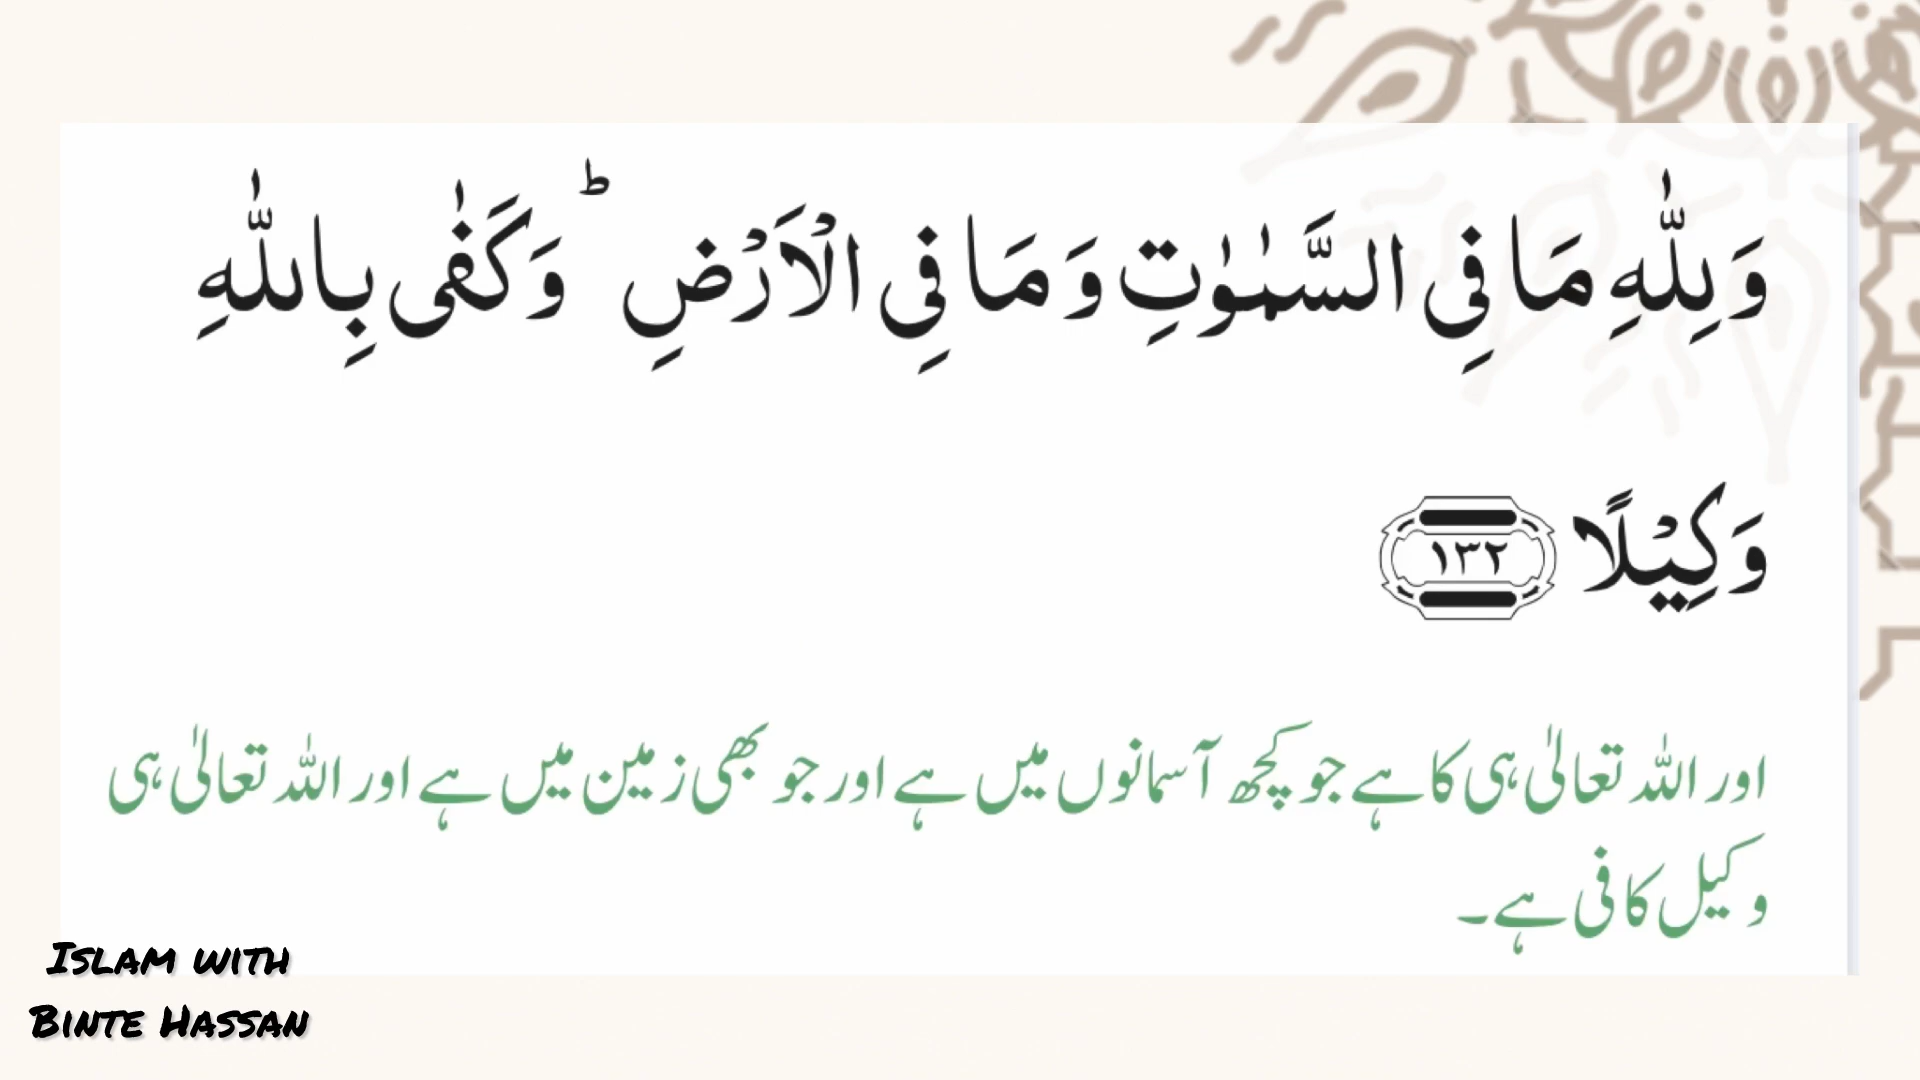 وَ لِلّٰهِ مَا فِی السَّمٰوٰتِ وَ مَا فِی الْاَرْضِ ؕ وَ كَفٰی بِاللّٰهِ
وَكِیْلًا ۱۳۲
اور اللہ تعالیٰ ہی کا ہے جو کچھ آسمانوں میں ہے اور جو بھی زمین میں ہے اور اللہ تعالیٰ ہی
وکیل کافی ہے۔
Islam with
Binte Hassan